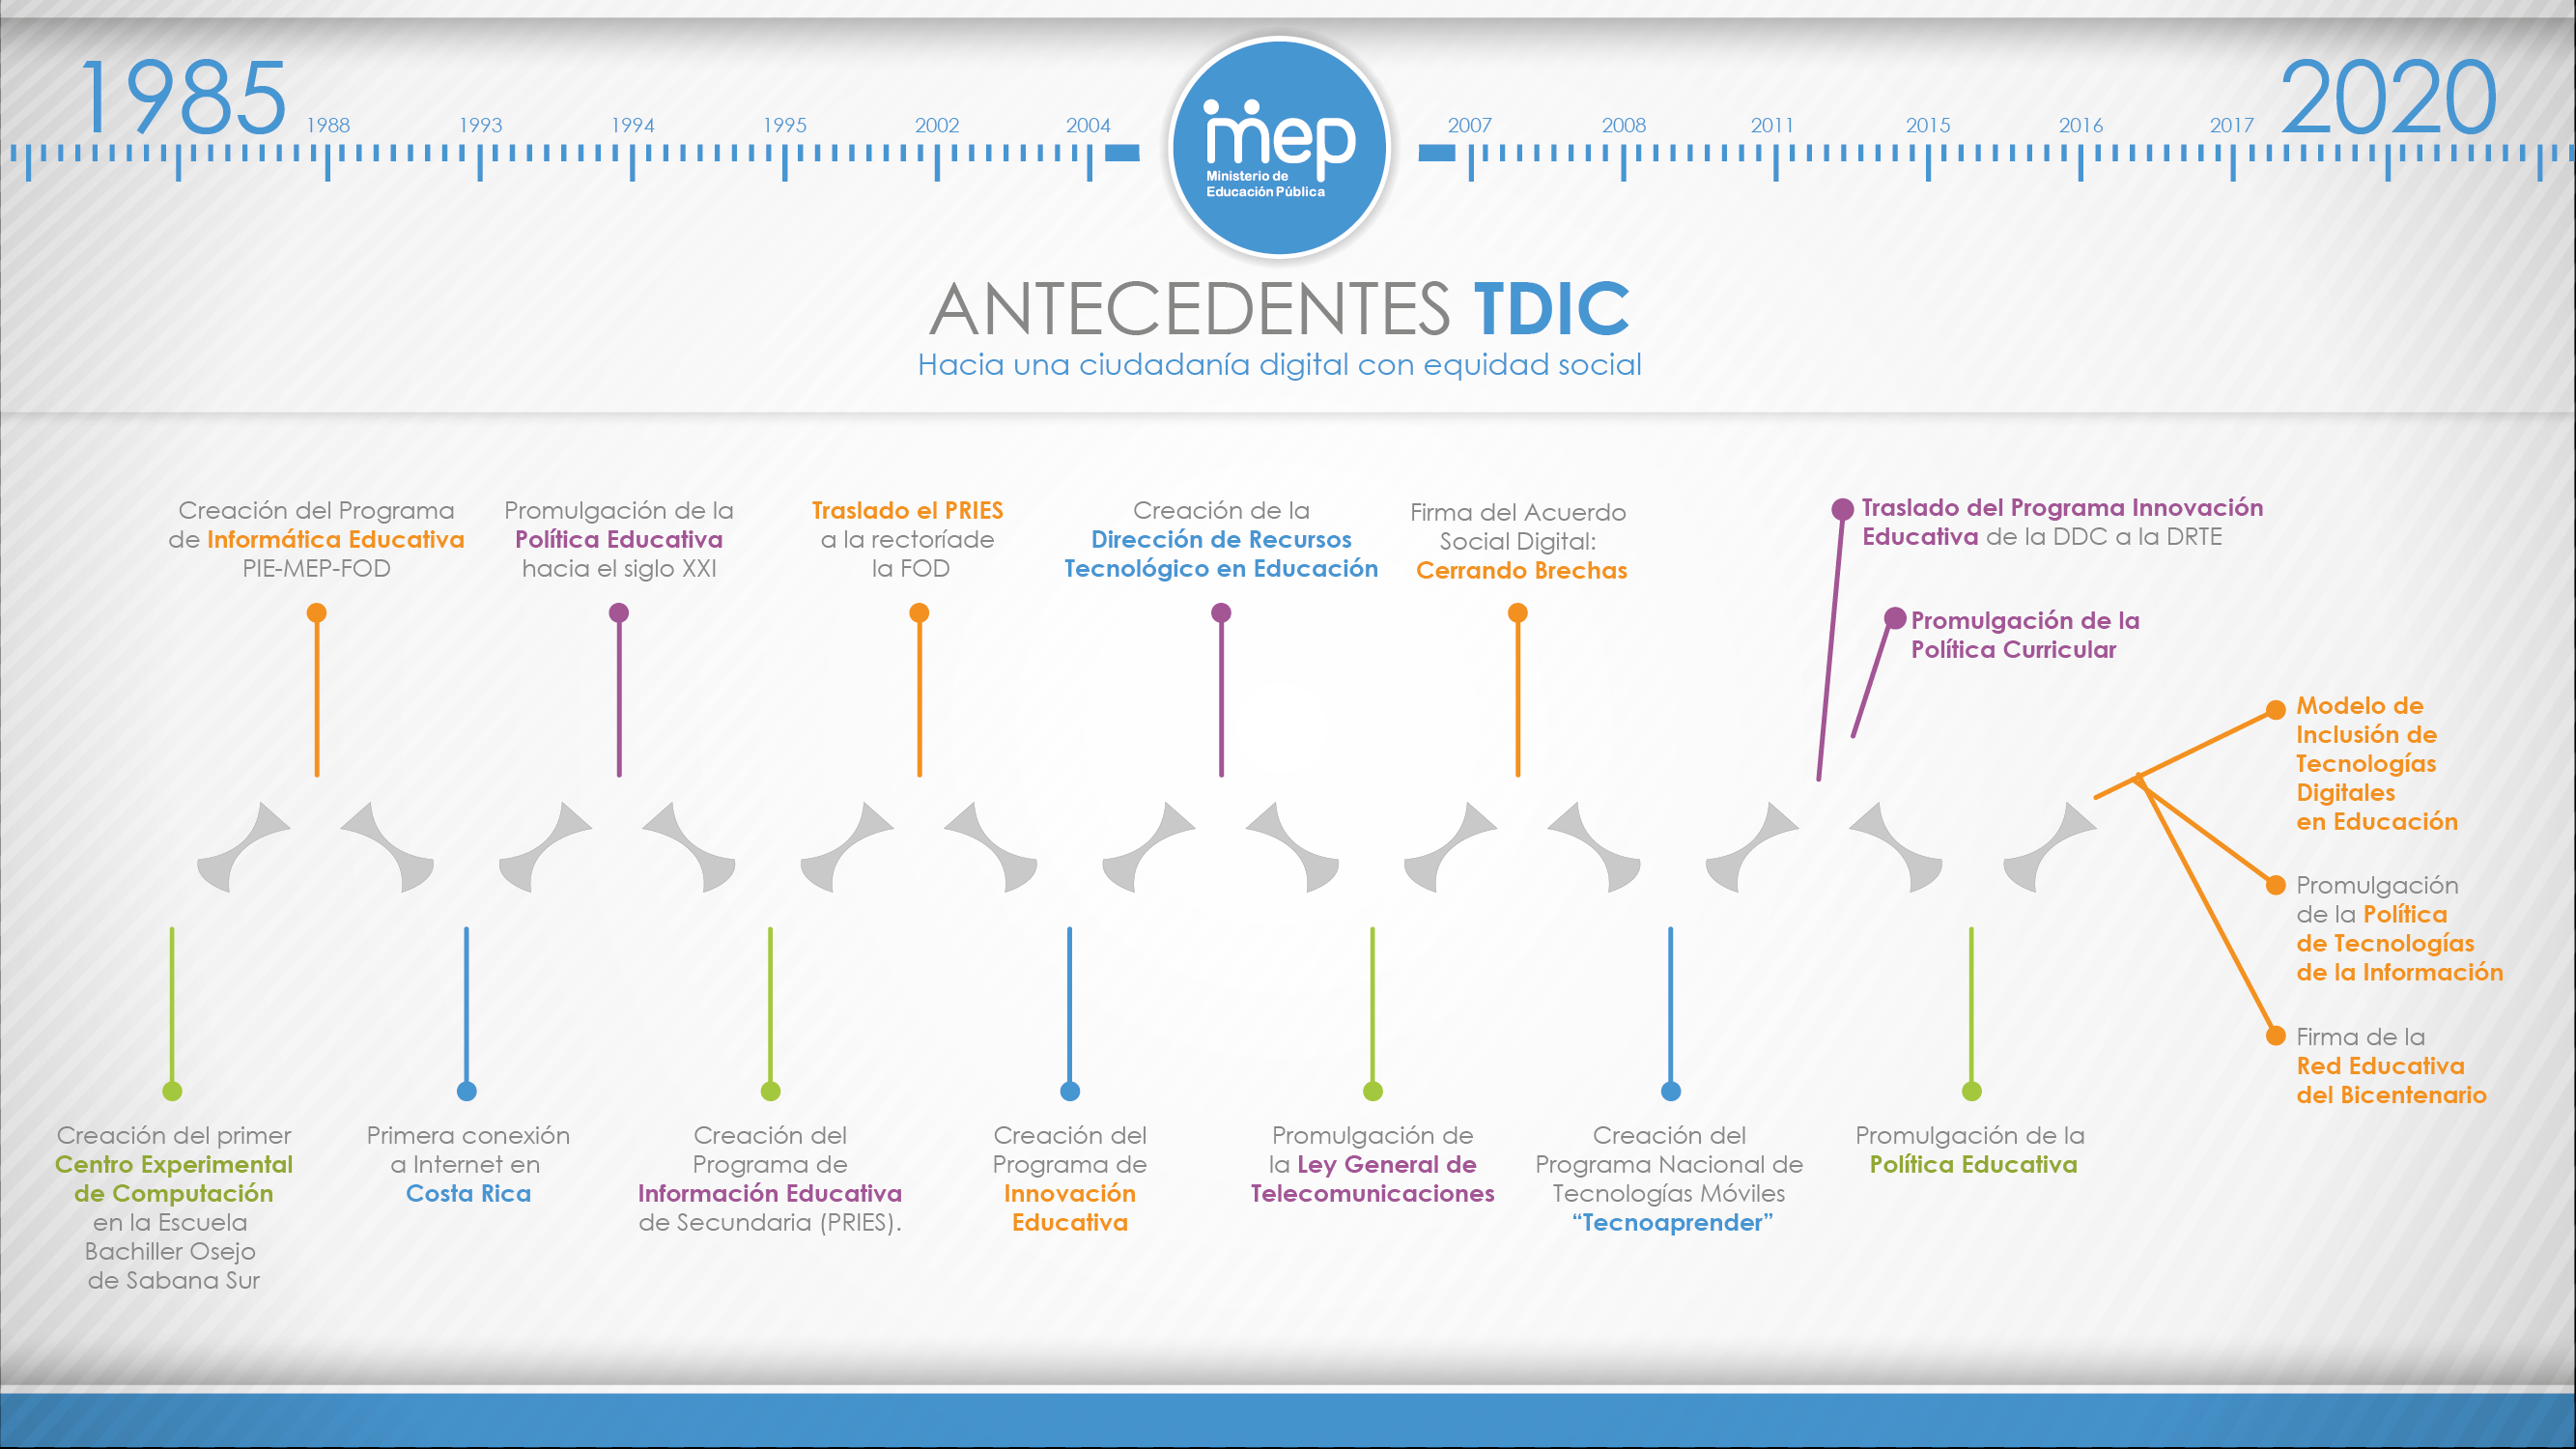 1985
1988
1993
1994
1995
2002
2004
mep
Ministerio de
Educación Pública
2007
2008
2011
2015
2016
2017
2020
ANTECEDENTES TDIC
Hacia una ciudadanía digital con equidad social
Creación del Programa
de Informática Educativa
PIE-MEP-FOD
Promulgación de la
Política Educativa
hacia el siglo XXI
Traslado el PRIES
a la rectoríade
la FOD
Creación de la
Dirección de Recursos
Tecnológico en Educación
Firma del Acuerdo
Social Digital:
Cerrando Brechas
Traslado del Programa Innovación
Educativa de la DDC a la DRTE
Promulgación de la
Política Curricular
Modelo de
Inclusión de
Tecnologías
Digitales
en Educación
Promulgación
de la Política
de Tecnologías
de la Información
Firma de la
Red Educativa
del Bicentenario
Creación del primer
Centro Experimental
de Computación
en la Escuela
Bachiller Osejo
de Sabana Sur
Primera conexión
a Internet en
Costa Rica
Creación del
Programa de
Información Educativa
de Secundaria (PRIES).
Creación del
Programa de
Innovación
Educativa
Promulgación de
la Ley General de
Telecomunicaciones
Creación del
Programa Nacional de
Tecnologías Móviles
“Tecnoaprender”
Promulgación de la
Política Educativa